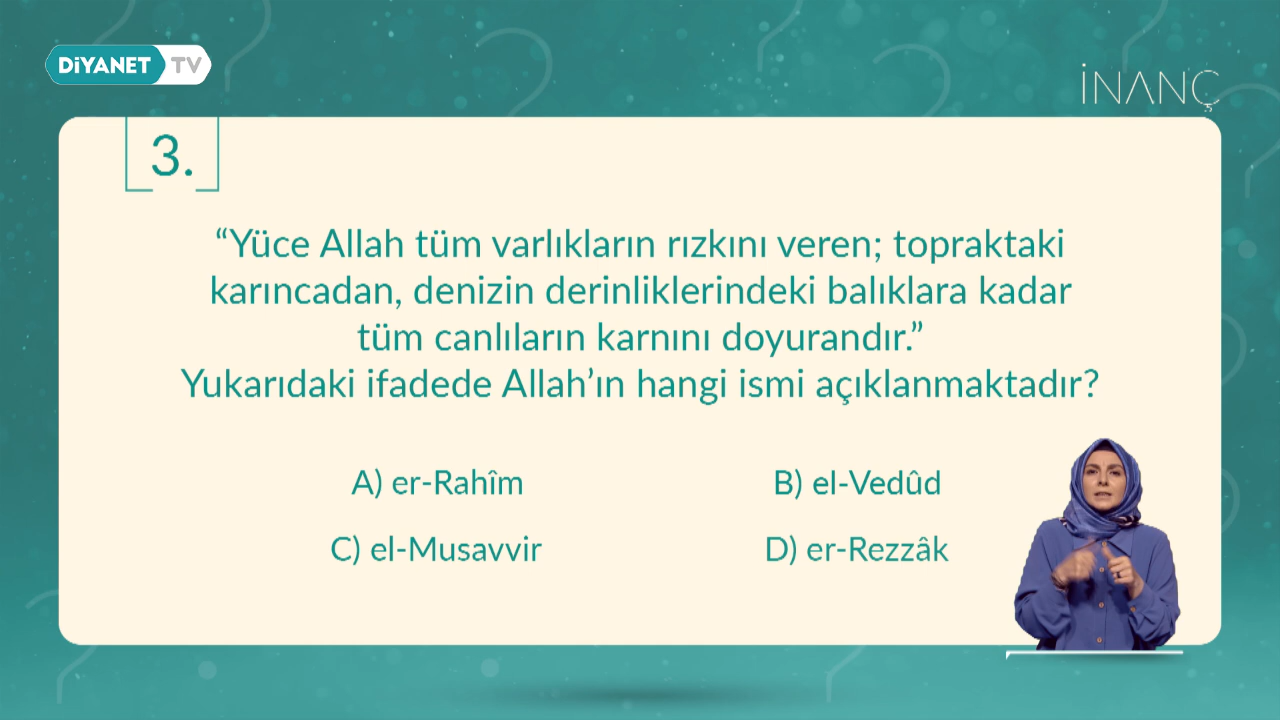 DİYANET TV
İNANÇ
3.
“Yüce Allah tüm varlıkların rızkını veren; topraktaki
karıncadan, denizin derinliklerindeki balıklara kadar
tüm canlıların karnını doyurandır.”
Yukarıdaki ifadede Allah’ın hangi ismi açıklanmaktadır?
A) er-Rahîm
B) el-Vedûd
C) el-Musavvir
D) er-Rezzâk